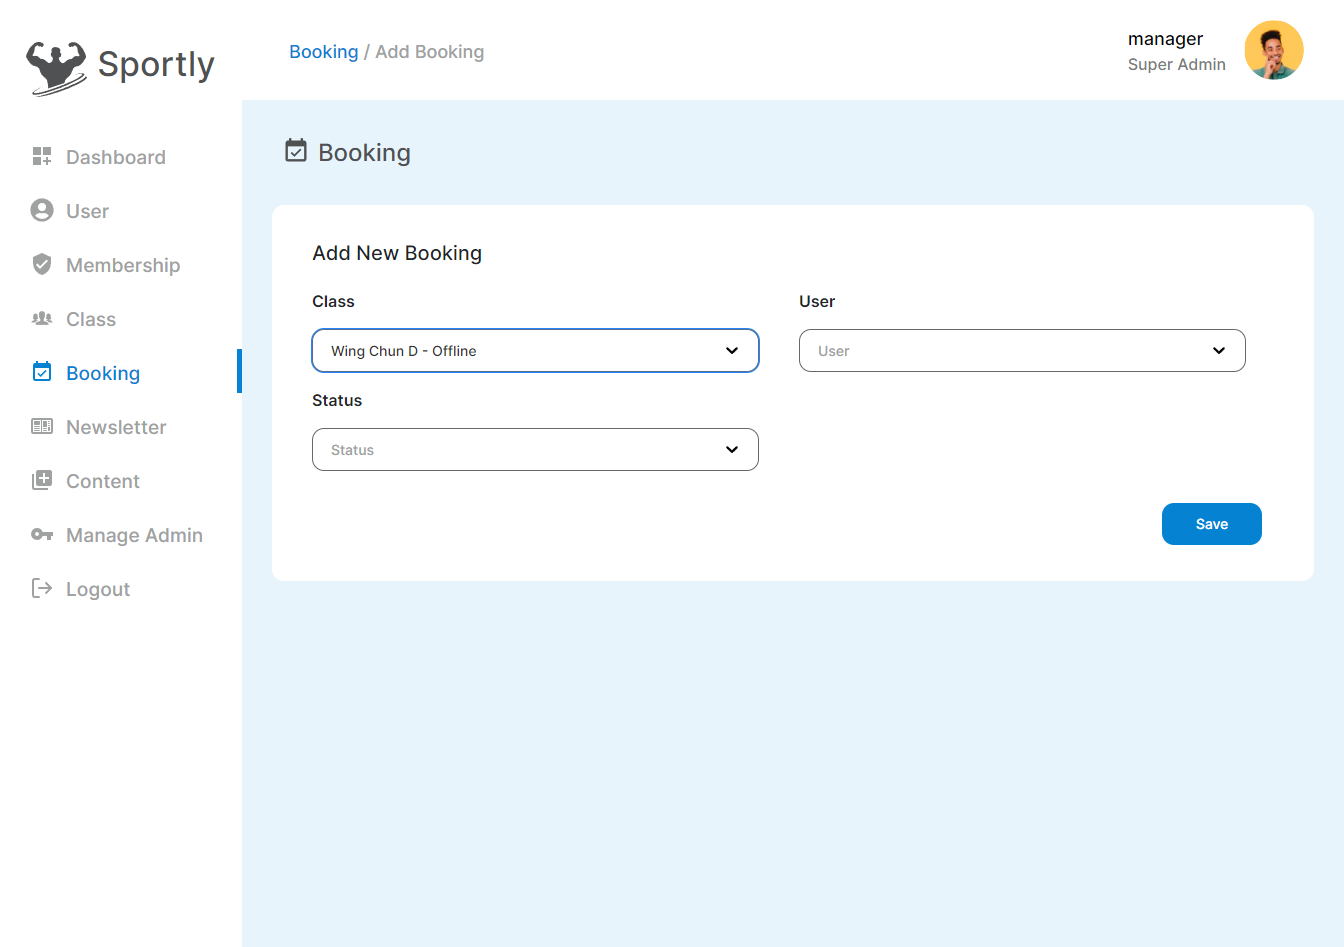 Sportly
Booking / Add Booking
manager
Super Admin
Dashboard
User
Membership
Class
Booking
Newsletter
Content
Manage Admin
Logout
Booking
Add New Booking
Class
User
Wing Chun D - Offline
User
Status
Status
Save